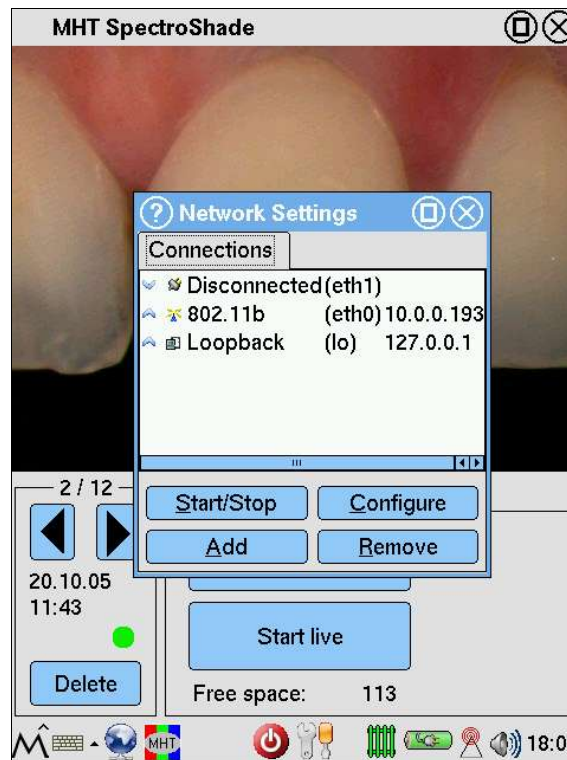 MHT SpectroShade
Network Settings
Connections
Disconnected (eth1)
802.11b (eth0) 10.0.0.193
Loopback (lo) 127.0.0.1
Start/Stop Configure
Add Remove
2 / 12
20.10.05
11:43
Start live
Delete
Free space: 113
MHT
18:0